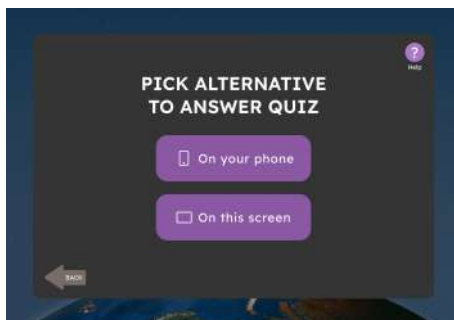 ?
Help
PICK ALTERNATIVE
TO ANSWER QUIZ
On your phone
On this screen
BACK